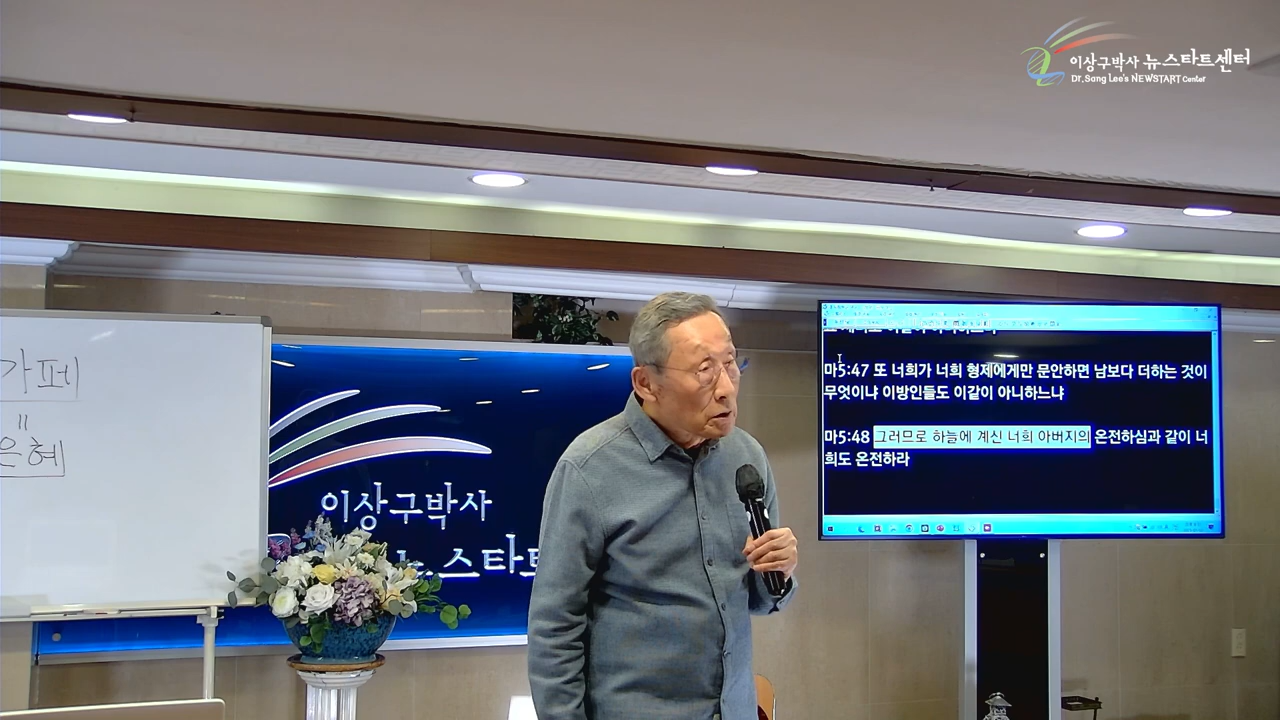 이상구박사 뉴스타트센터
Dr. Sang Lee's NEWSTART Center
가페
=
은혜
이상구박사
뉴스타트
마5:47 또 너희가 너희 형제에게만 문안하면 남보다 더하는 것이
무엇이냐 이방인들도 이같이 아니하느냐
마5:48 그러므로 하늘에 계신 너희 아버지의 온전하심과 같이 너
희도 온전하라